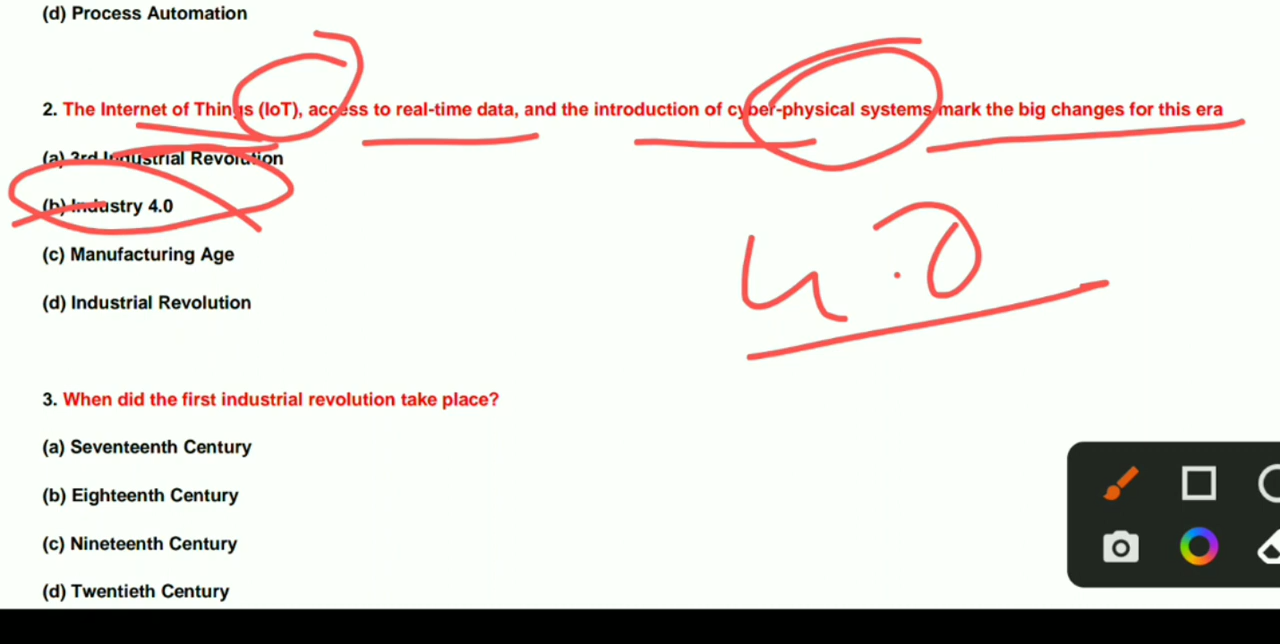 (d) Process Automation
2. The Internet of Things (IoT), access to real-time data, and the introduction of cyber-physical systems mark the big changes for this era
(a) 3rd Industrial Revolution
(b) Industry 4.0
(c) Manufacturing Age
4.0
(d) Industrial Revolution
3. When did the first industrial revolution take place?
(a) Seventeenth Century
(b) Eighteenth Century
(c) Nineteenth Century
(d) Twentieth Century